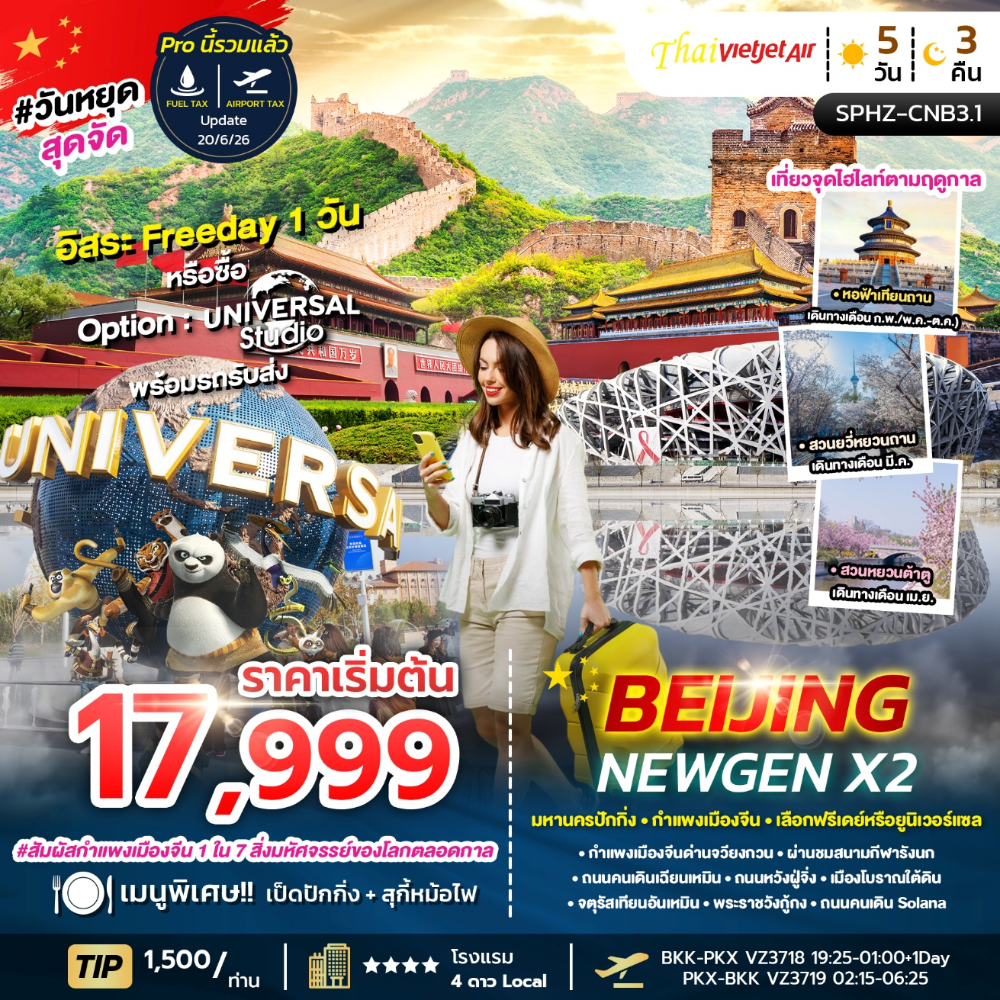 Pro นี้รวมแล้ว
FUEL TAX
AIRPORT TAX
Update
20/6/26
#วันหยุด
สุดจัด
Thai vietjet Air
5
วัน
3
คืน
SPHZ-CNB3.1
อิสระ Freeday 1 วัน
หรือซื้อ
Option : UNIVERSAL
Studio
พร้อมรถรับส่ง
เที่ยวจุดไฮไลท์ตามฤดูกาล
• หอฟ้าเทียนถาน
เดินทางเดือน ก.พ./พ.ค.-ต.ค.)
• สวนยวี่หยวนถาน
เดินทางเดือน มี.ค.
• สวนหยวนต้าตู
เดินทางเดือน เม.ย.
UNIVERSA
ราคาเริ่มต้น
17,999
#สัมผัสกำแพงเมืองจีน 1 ใน 7 สิ่งมหัศจรรย์ของโลกตลอดกาล
เมนูพิเศษ!! เป็ดปักกิ่ง + สุกี้หม้อไฟ
BEIJING
NEWGEN X2
มหานครปักกิ่ง • กำแพงเมืองจีน • เลือกฟรีเดย์หรือยูนิเวอร์แซล
• กำแพงเมืองจีนด่านจวียงกวน • ผ่านชมสนามกีฬารังนก
• ถนนคนเดินเฉียนเหมิน • ถนนหวังฝู่จิ่ง • เมืองโบราณใต้ดิน
• จตุรัสเทียนอันเหมิน • พระราชวังกู้กง • ถนนคนเดิน Solana
TIP 1,500/ท่าน
โรงแรม
4 ดาว Local
BKK-PKX VZ3718 19:25-01:00+1Day
PKX-BKK VZ3719 02:15-06:25